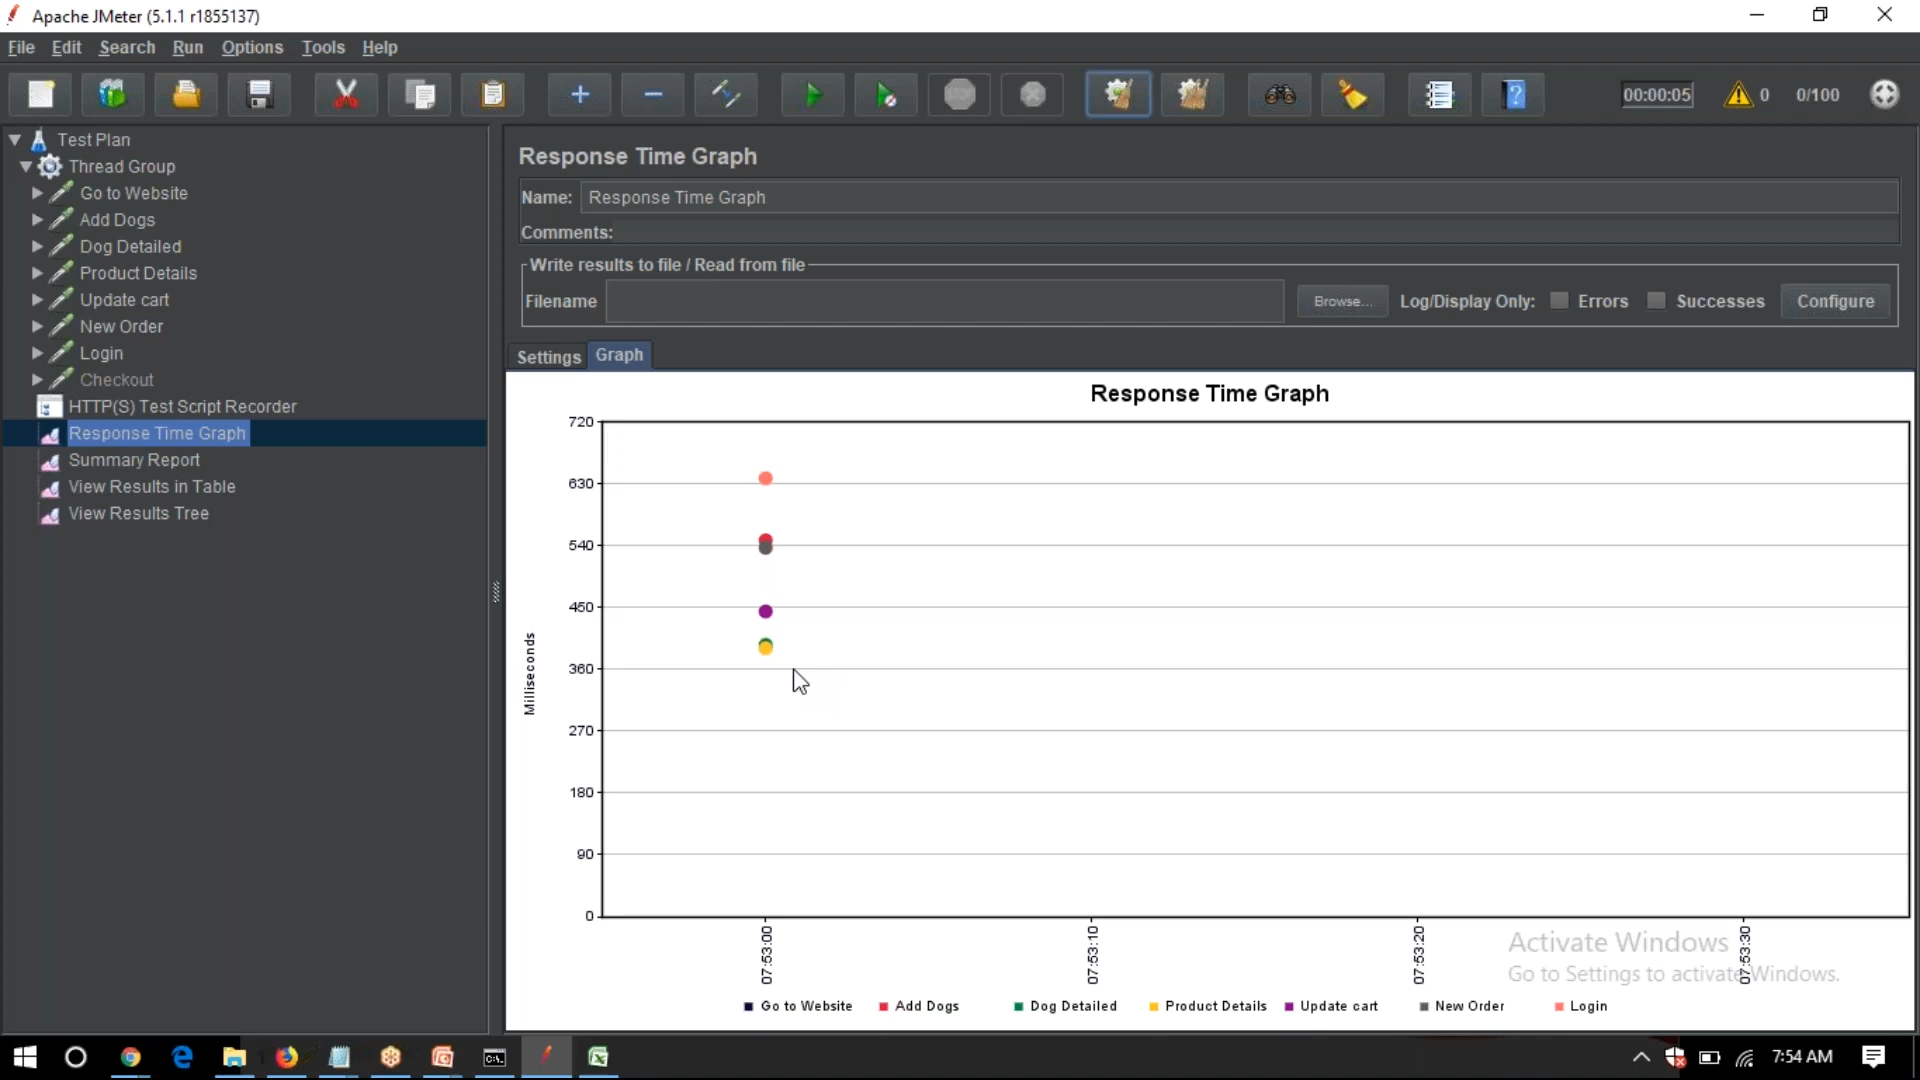 Apache JMeter (5.1.1 r1855137)
File Edit Search Run Options Tools Help
00:00:05 0 0/100
Test Plan
Thread Group
Go to Website
Add Dogs
Dog Detailed
Product Details
Update cart
New Order
Login
Checkout
HTTP(S) Test Script Recorder
Response Time Graph
Summary Report
View Results in Table
View Results Tree
Response Time Graph
Name: Response Time Graph
Comments:
Write results to file / Read from file
Filename Browse... Log/Display Only: Errors Successes Configure
Settings Graph
Response Time Graph
720
630
540
450
360
270
180
90
0
Milliseconds
07:53:00 07:53:10 07:53:20 07:53:30
Activate Windows
Go to Settings to activate Windows.
Go to Website Add Dogs Dog Detailed Product Details Update cart New Order Login
7:54 AM